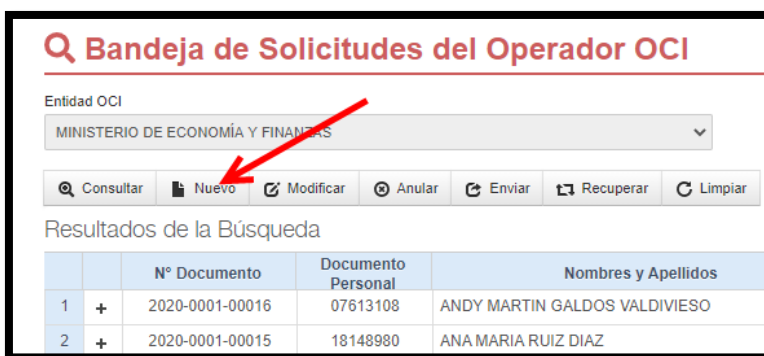 Bandeja de Solicitudes del Operador OCI
Entidad OCI
MINISTERIO DE ECONOMÍA Y FINANZAS
Consultar Nuevo Modificar Anular Enviar Recuperar Limpiar
Resultados de la Búsqueda
N° Documento Documento Personal Nombres y Apellidos
1 + 2020-0001-00016 07613108 ANDY MARTIN GALDOS VALDIVIESO
2 + 2020-0001-00015 18148980 ANA MARIA RUIZ DIAZ